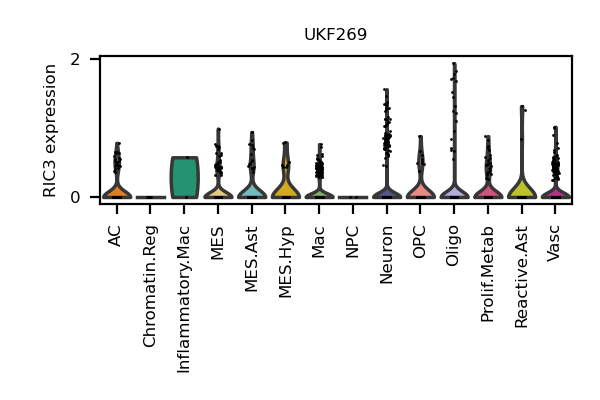 UKF269
RIC3 expression
2
0
AC
Chromatin.Reg
Inflammatory.Mac
MES
MES.Ast
MES.Hyp
Mac
NPC
Neuron
OPC
Oligo
Prolif.Metab
Reactive.Ast
Vasc